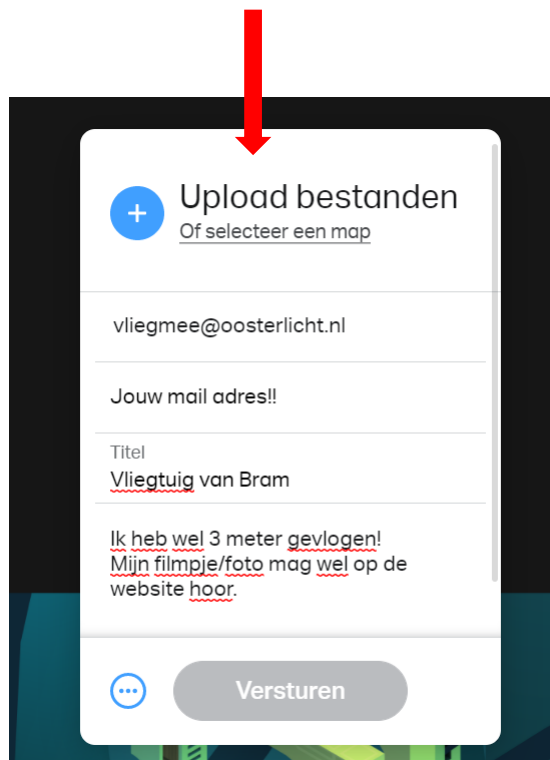 Upload bestanden
Of selecteer een map
vliegmee@oosterlicht.nl
Jouw mail adres!!
Titel
Vliegtuig van Bram
Ik heb wel 3 meter gevlogen!
Mijn filmpje/foto mag wel op de
website hoor.
Versturen